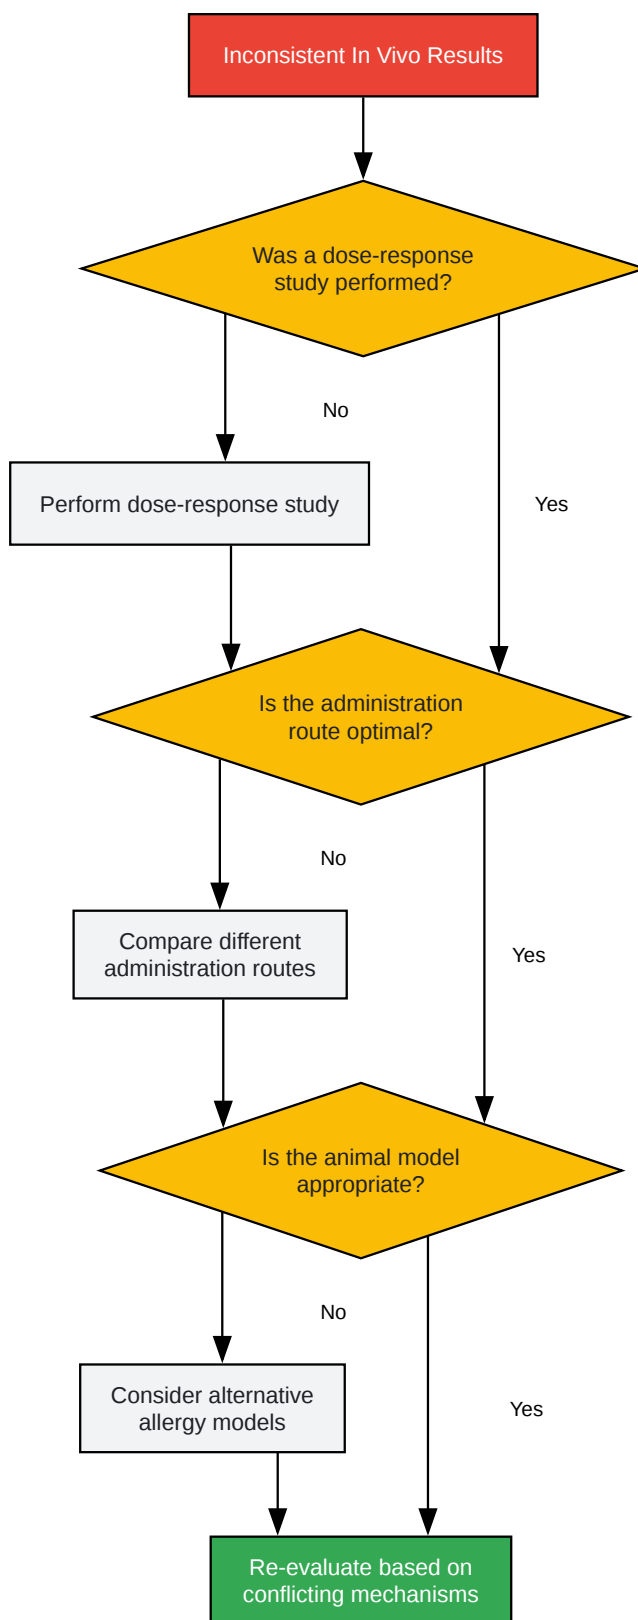 Inconsistent In Vivo Results
Was a dose-response
study performed?
No
Perform dose-response study
Yes
Is the administration
route optimal?
No
Compare different
administration routes
Yes
Is the animal model
appropriate?
No
Consider alternative
allergy models
Yes
Re-evaluate based on
conflicting mechanisms